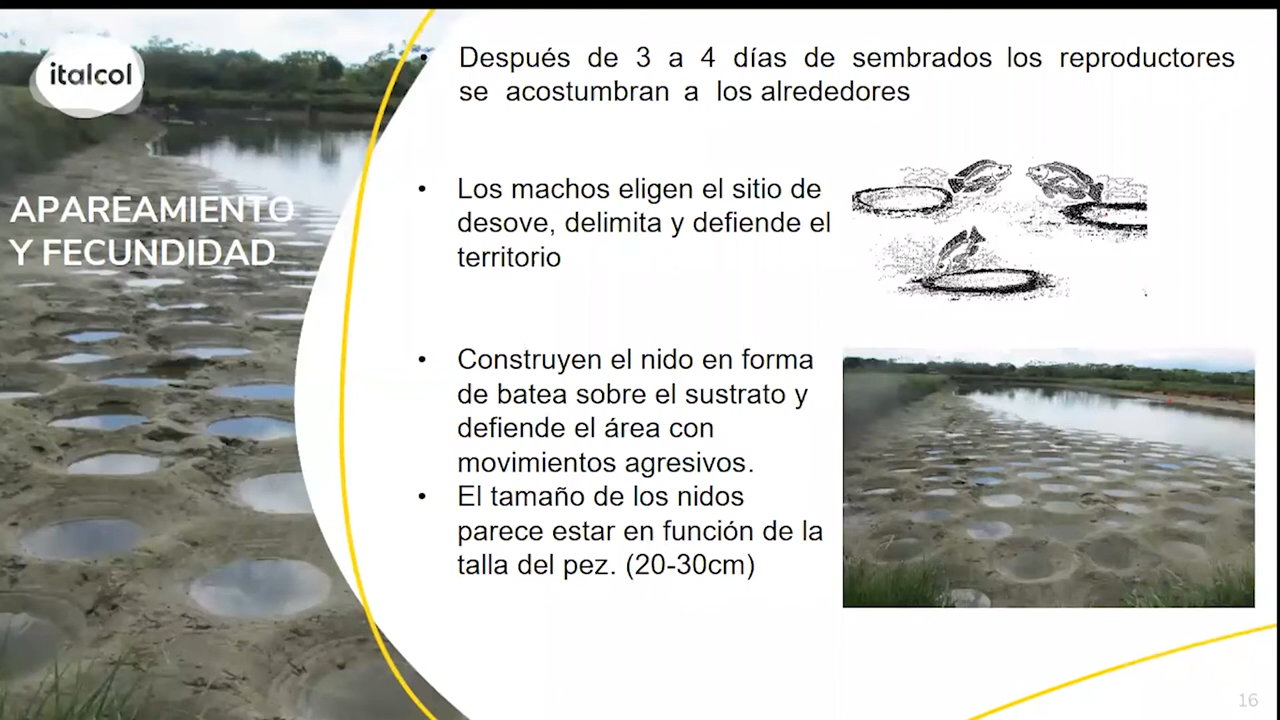 italcol
APAREAMIENTO
Y FECUNDIDAD
• Después de 3 a 4 días de sembrados los reproductores
se acostumbran a los alrededores
• Los machos eligen el sitio de
desove, delimita y defiende el
territorio
• Construyen el nido en forma
de batea sobre el sustrato y
defiende el área con
movimientos agresivos.
• El tamaño de los nidos
parece estar en función de la
talla del pez. (20-30cm)
16